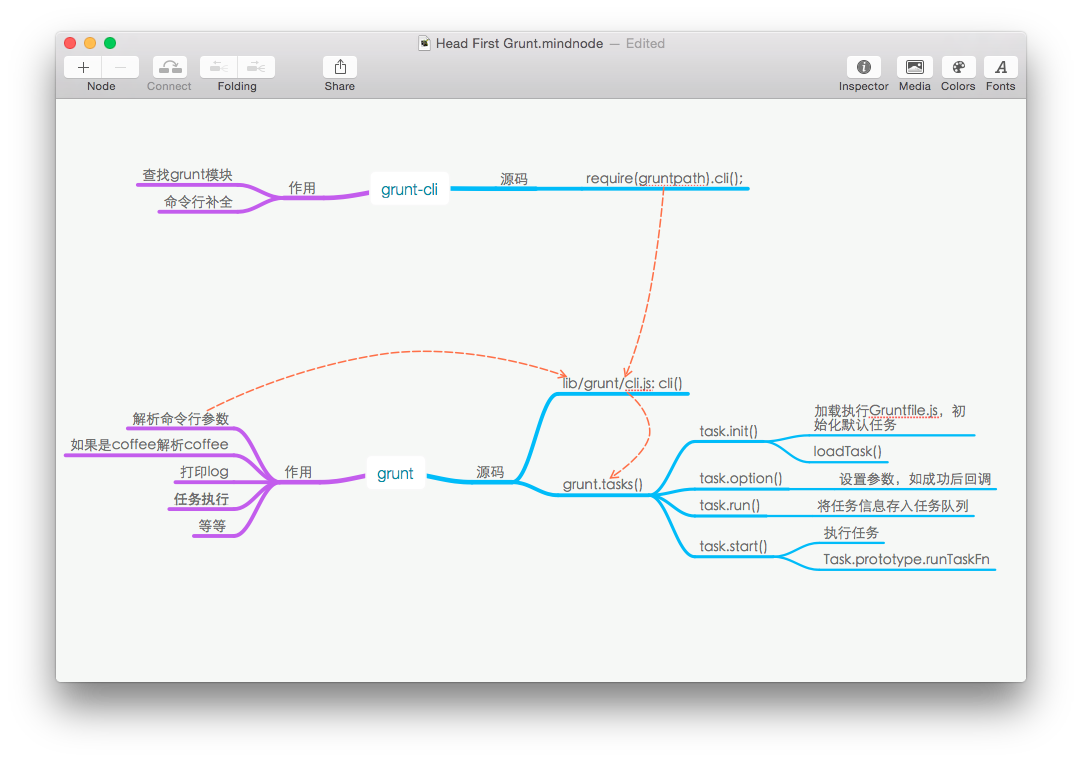 Head First Grunt.mindnode — Edited
Node
Connect
Folding
Share
Inspector
Media
Colors
Fonts
查找grunt模块
命令行补全
作用
grunt-cli
源码
require(gruntpath).cli();
lib/grunt/cli.js: cli()
解析命令行参数
如果是coffee解析coffee
打印log
任务执行
等等
作用
grunt
源码
grunt.tasks()
task.init()
加载执行Gruntfile.js，初
始化默认任务
loadTask()
task.option()
设置参数，如成功后回调
task.run()
将任务信息存入任务队列
task.start()
执行任务
Task.prototype.runTaskFn